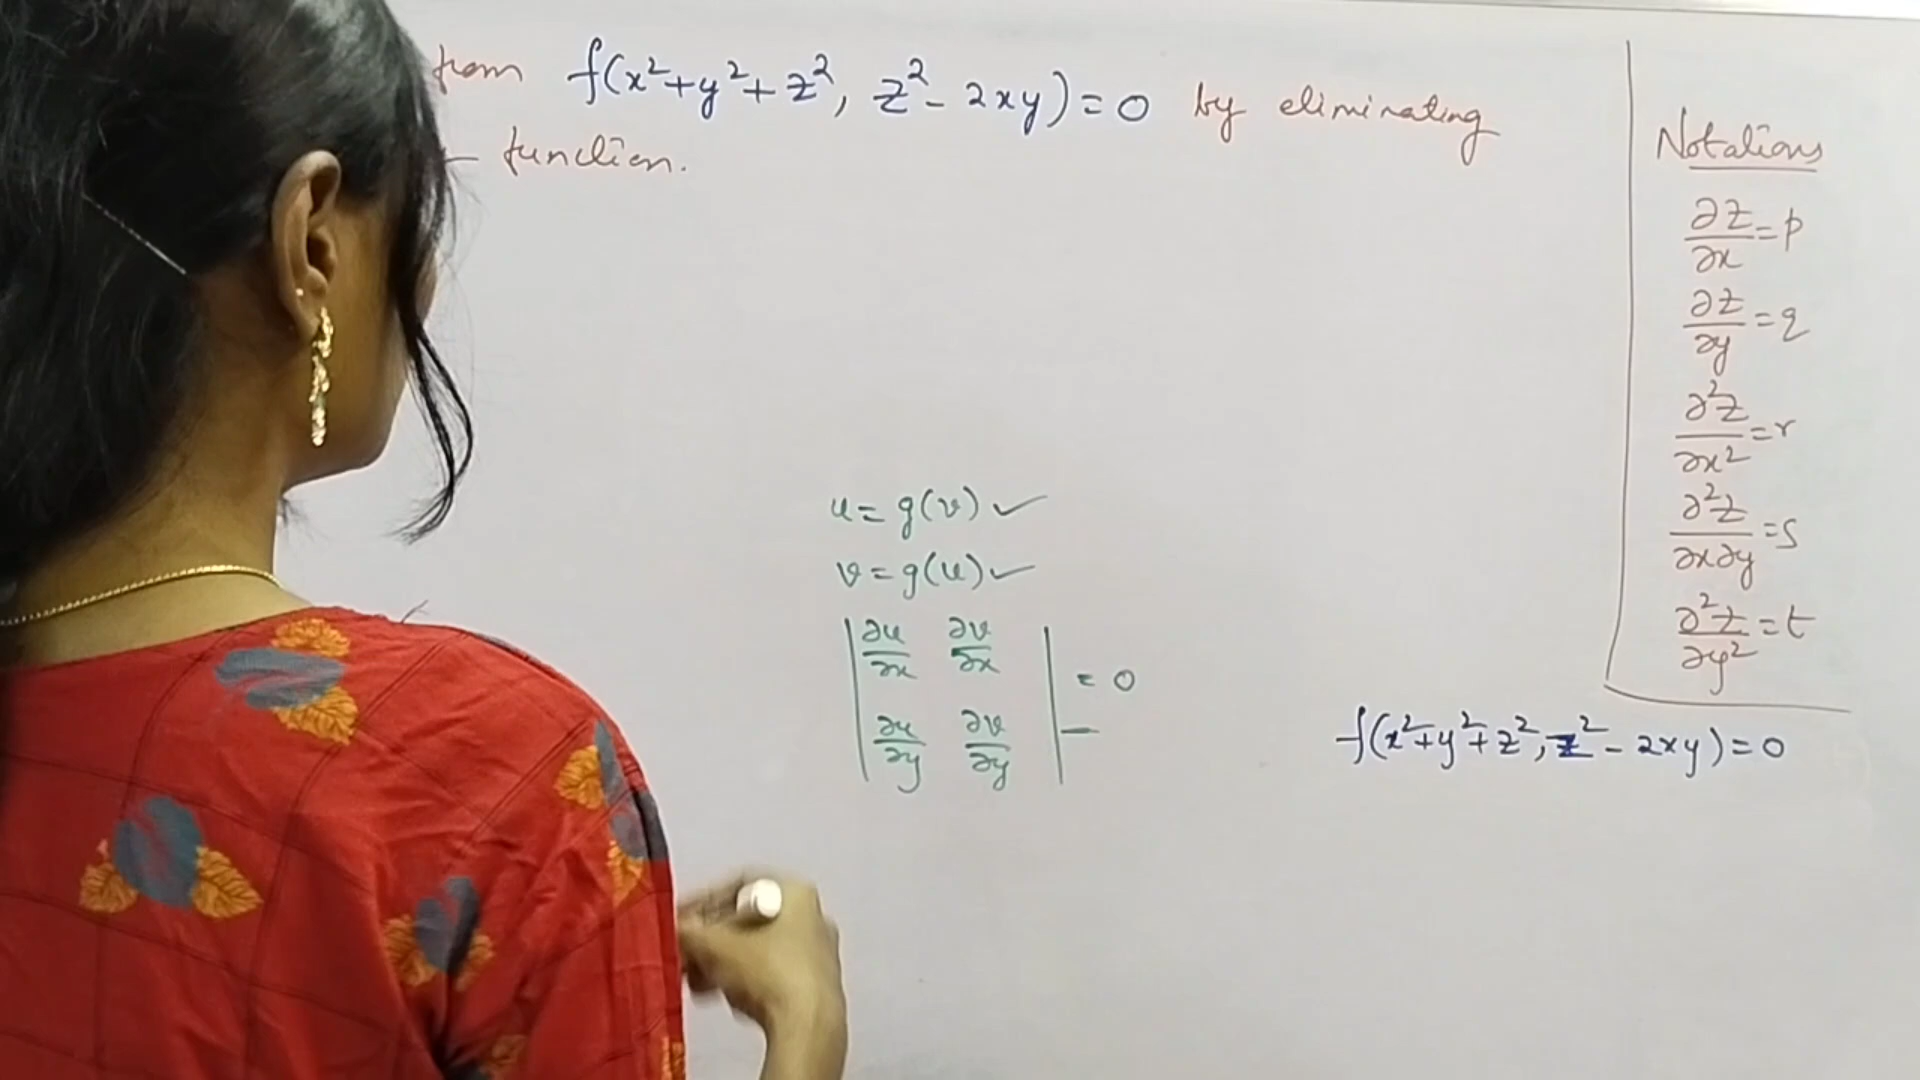 from f(x²+y²+z², z²-2xy)=0 by eliminating
function.
Notations
∂z/∂x=p
∂z/∂y=q
∂²z/∂x²=r
∂²z/∂x∂y=s
∂²z/∂y²=t
u=g(v)✓
v=g(u)✓
|∂u/∂x ∂v/∂x|
|∂u/∂y ∂v/∂y| = 0
f(x²+y²+z², z²-2xy)=0